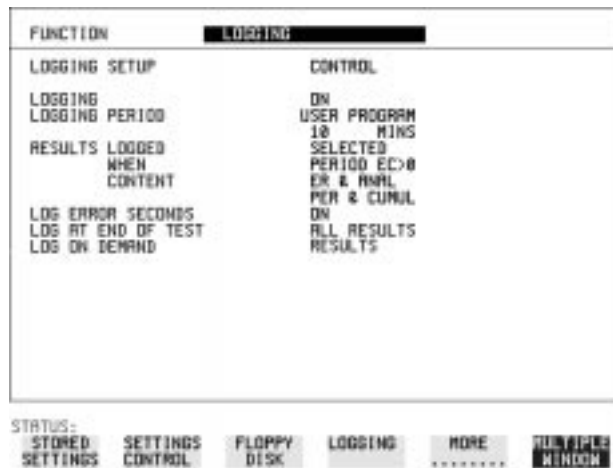 FUNCTION LOGGING
LOGGING SETUP CONTROL
LOGGING ON
LOGGING PERIOD USER PROGRAM
10 MINS
RESULTS LOGGED SELECTED
WHEN PERIOD EC>0
CONTENT ER & ANAL
PER & CUMUL
LOG ERROR SECONDS ON
LOG AT END OF TEST ALL RESULTS
LOG ON DEMAND RESULTS
STATUS:
STORED SETTINGS FLOPPY LOGGING MORE MULTIPLE
SETTINGS CONTROL DISK ........ WINDOW